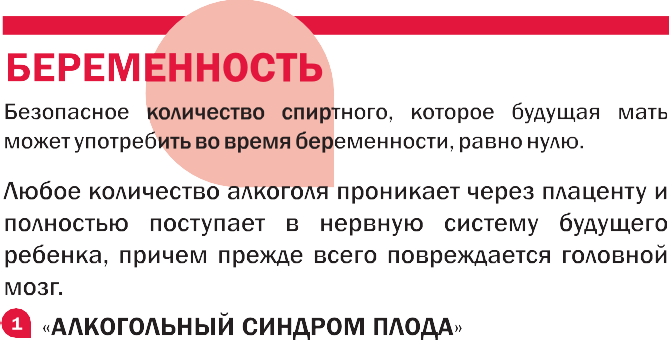 БЕРЕМЕННОСТЬ
Безопасное количество спиртного, которое будущая мать
может употребить во время беременности, равно нулю.
Любое количество алкоголя проникает через плаценту и
полностью поступает в нервную систему будущего
ребенка, причем прежде всего повреждается головной
мозг.
1 «АЛКОГОЛЬНЫЙ СИНДРОМ ПЛОДА»